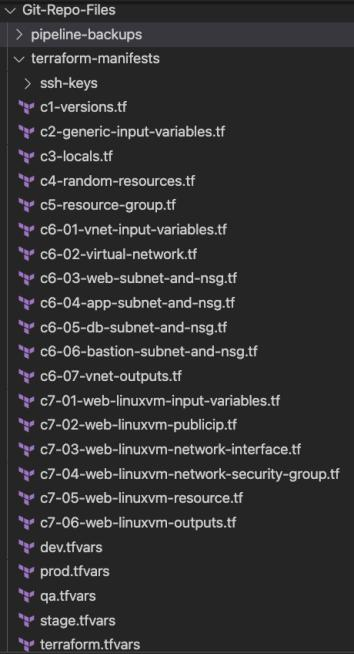 Git-Repo-Files
pipeline-backups
terraform-manifests
ssh-keys
c1-versions.tf
c2-generic-input-variables.tf
c3-locals.tf
c4-random-resources.tf
c5-resource-group.tf
c6-01-vnet-input-variables.tf
c6-02-virtual-network.tf
c6-03-web-subnet-and-nsg.tf
c6-04-app-subnet-and-nsg.tf
c6-05-db-subnet-and-nsg.tf
c6-06-bastion-subnet-and-nsg.tf
c6-07-vnet-outputs.tf
c7-01-web-linuxvm-input-variables.tf
c7-02-web-linuxvm-publicip.tf
c7-03-web-linuxvm-network-interface.tf
c7-04-web-linuxvm-network-security-group.tf
c7-05-web-linuxvm-resource.tf
c7-06-web-linuxvm-outputs.tf
dev.tfvars
prod.tfvars
qa.tfvars
stage.tfvars
terraform.tfvars